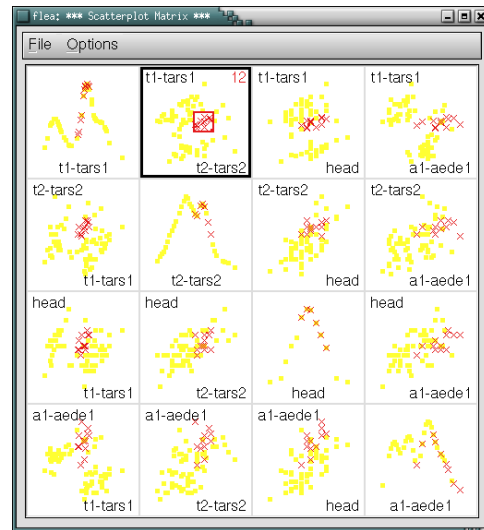 flea: *** Scatterplot Matrix ***
File Options
t1-tars1
t1-tars1 12
t2-tars2
t1-tars1
head
t1-tars1
a1-aede1
t2-tars2
t1-tars1
t2-tars2
t2-tars2
head
t2-tars2
a1-aede1
head
t1-tars1
head
t2-tars2
head
head
a1-aede1
a1-aede1
t1-tars1
a1-aede1
t2-tars2
a1-aede1
head
a1-aede1